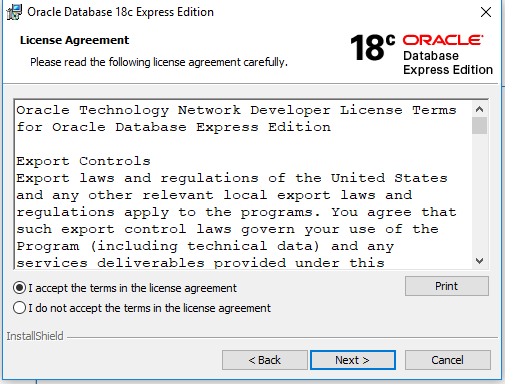 Oracle Database 18c Express Edition
License Agreement
Please read the following license agreement carefully.
18c ORACLE
Database
Express Edition
Oracle Technology Network Developer License Terms
for Oracle Database Express Edition
Export Controls
Export laws and regulations of the United States
and any other relevant local export laws and
regulations apply to the programs. You agree that
such export control laws govern your use of the
Program (including technical data) and any
services deliverables provided under this
I accept the terms in the license agreement
I do not accept the terms in the license agreement
Print
InstallShield
< Back
Next >
Cancel